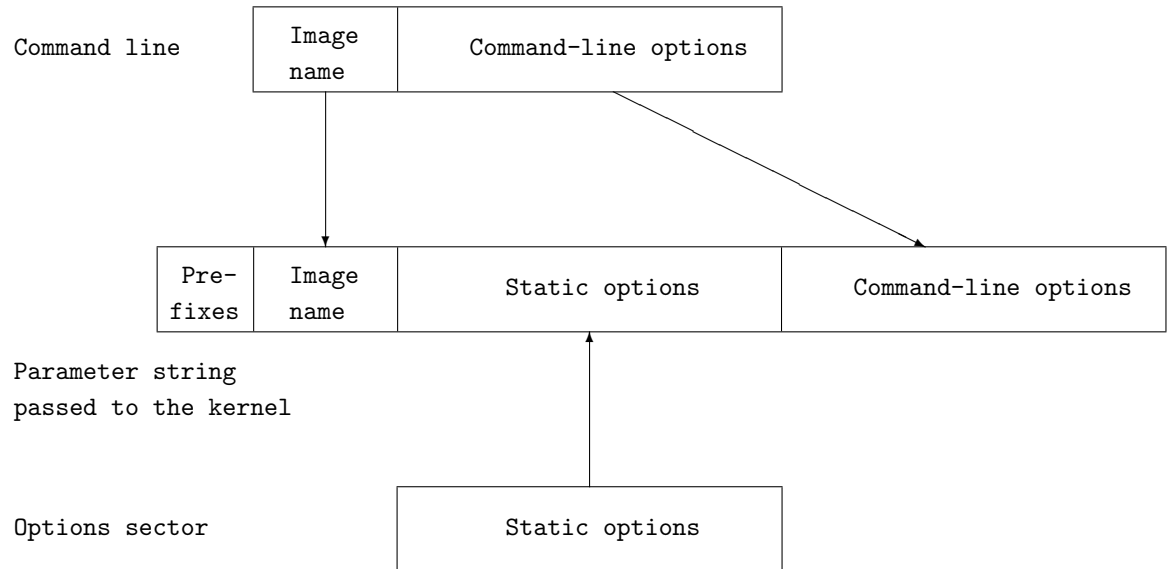 Command line
Image
name
Command-line options
Pre-
fixes
Image
name
Static options
Command-line options
Parameter string
passed to the kernel
Options sector
Static options